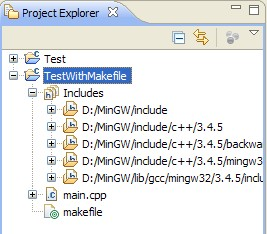 Project Explorer
Test
TestWithMakefile
Includes
D:/MinGW/include
D:/MinGW/include/c++/3.4.5
D:/MinGW/include/c++/3.4.5/backwa
D:/MinGW/include/c++/3.4.5/mingw3
D:/MinGW/lib/gcc/mingw32/3.4.5/inclu
main.cpp
makefile